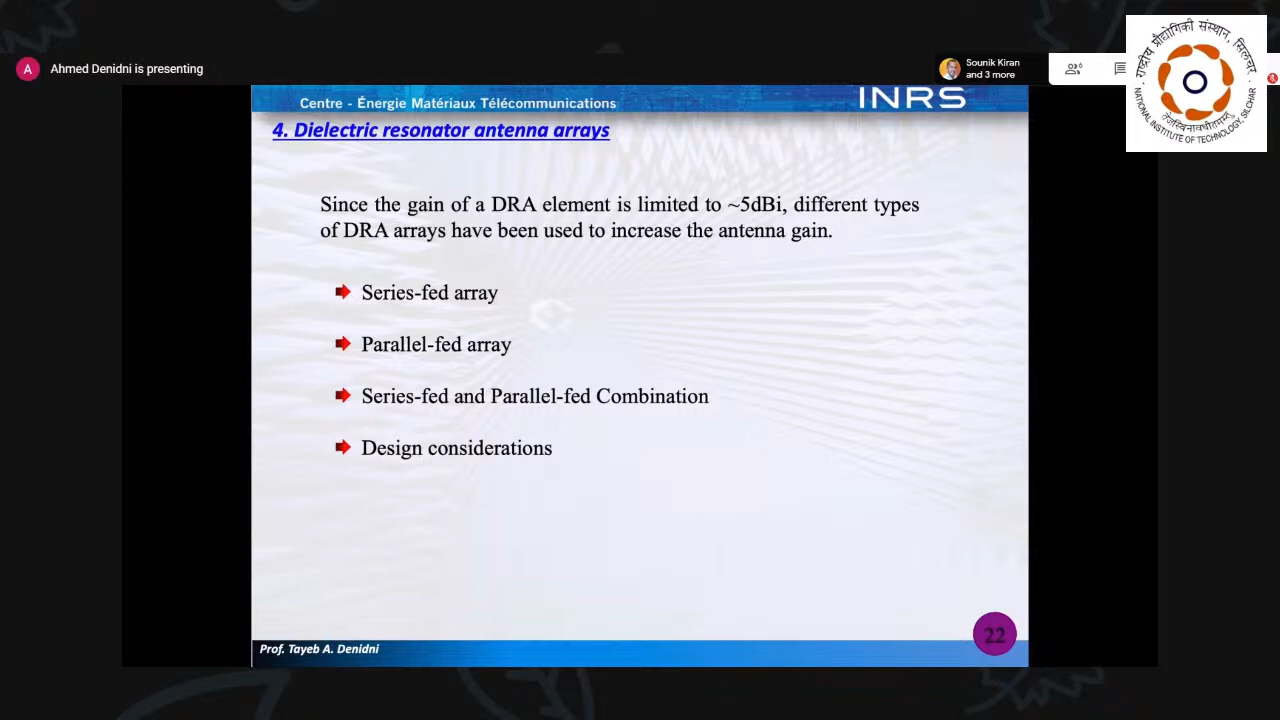 A
Ahmed Denidni is presenting
Sounik Kiran
and 3 more
6
राष्ट्रीय प्रौद्योगिकी संस्थान, सिलचर
NATIONAL INSTITUTE OF TECHNOLOGY, SILCHAR
Centre - Énergie Matériaux Télécommunications
INRS
4. Dielectric resonator antenna arrays
Since the gain of a DRA element is limited to ~5dBi, different types
of DRA arrays have been used to increase the antenna gain.
Series-fed array
Parallel-fed array
Series-fed and Parallel-fed Combination
Design considerations
22
Prof. Tayeb A. Denidni